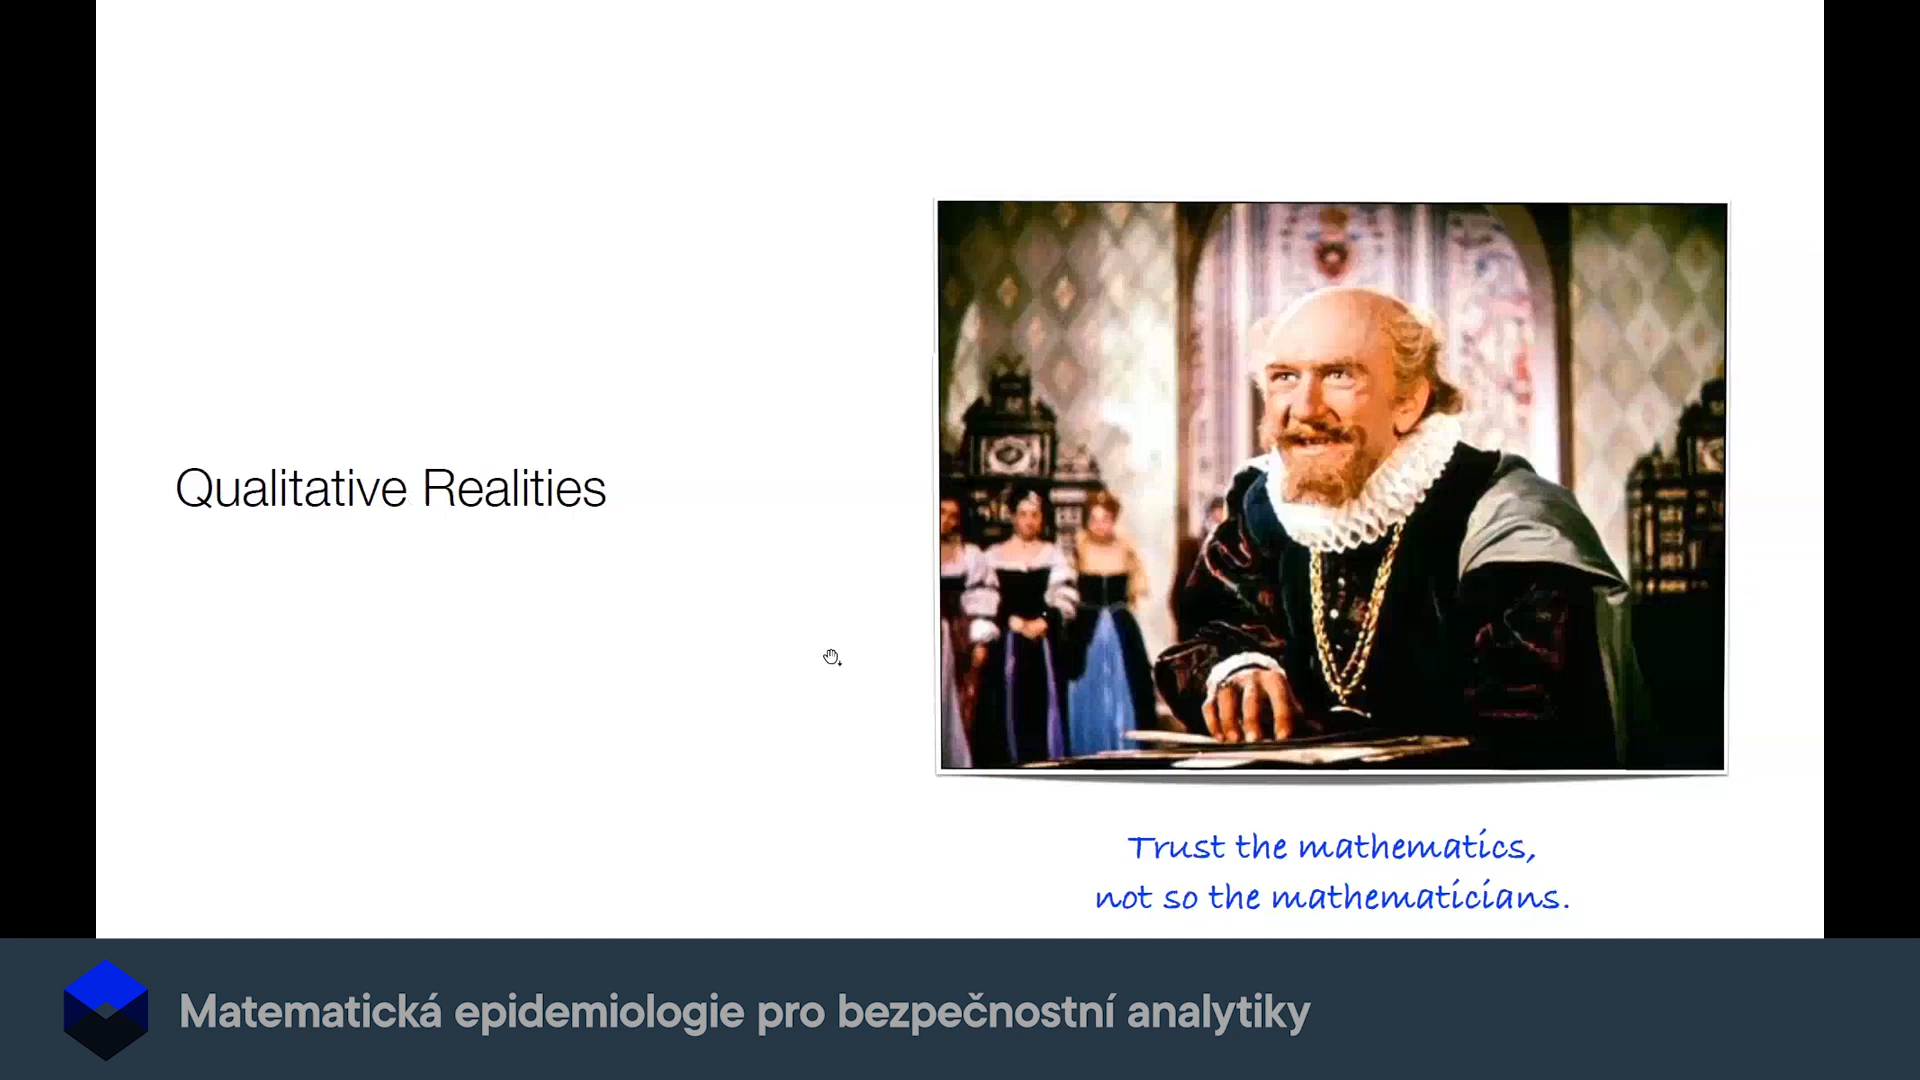 Qualitative Realities
Trust the mathematics,
not so the mathematicians.
Matematická epidemiologie pro bezpečnostní analytiky